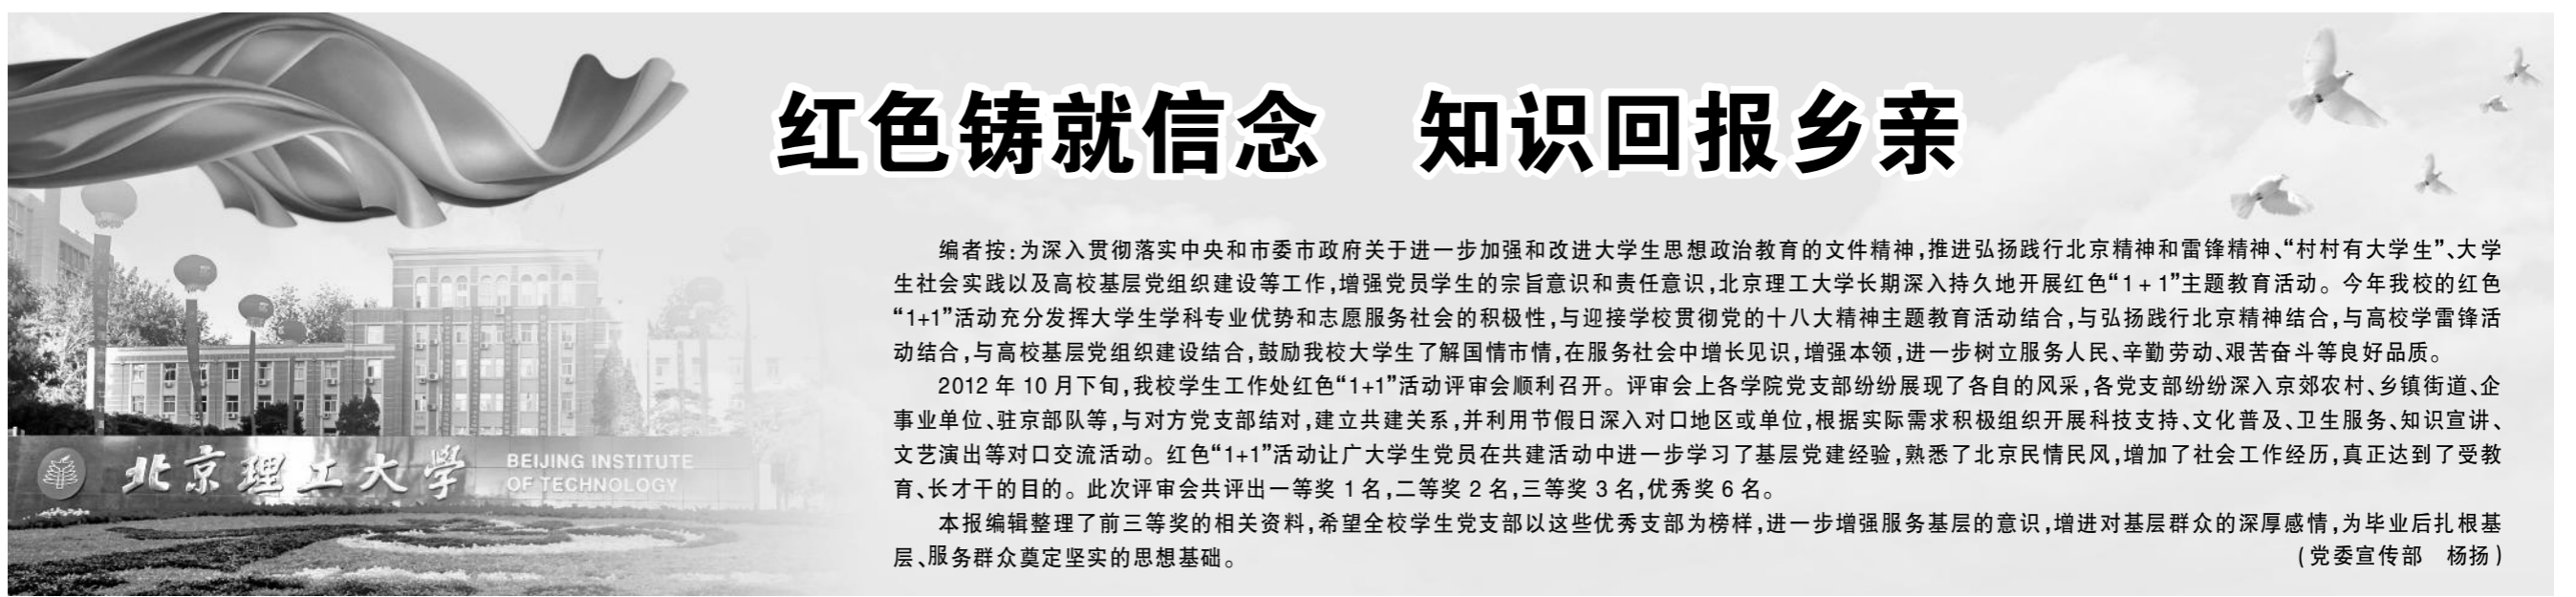 红色铸就信念 知识回报乡亲
编者按：为深入贯彻落实中央和市委市政府关于进一步加强和改进大学生思想政治教育的文件精神，推进弘扬践行北京精神和雷锋精神、“村村有大学生”、大学
生社会实践以及高校基层党组织建设等工作，增强党员学生的宗旨意识和责任意识，北京理工大学长期深入持久地开展红色“1+1”主题教育活动。今年我校的红色
“1+1”活动充分发挥大学生学科专业优势和志愿服务社会的积极性，与迎接学校贯彻党的十八大精神主题教育活动结合，与弘扬践行北京精神结合，与高校学雷锋活
动结合，与高校基层党组织建设结合，鼓励我校大学生了解国情市情，在服务社会中增长见识，增强本领，进一步树立服务人民、辛勤劳动、艰苦奋斗等良好品质。
2012 年 10 月下旬，我校学生工作处红色“1+1”活动评审会顺利召开。评审会上各学院党支部纷纷展现了各自的风采，各党支部纷纷深入京郊农村、乡镇街道、企
事业单位、驻京部队等，与对方党支部结对，建立共建关系，并利用节假日深入对口地区或单位，根据实际需求积极组织开展科技支持、文化普及、卫生服务、知识宣讲、
文艺演出等对口交流活动。红色“1+1”活动让广大学生党员在共建活动中进一步学习了基层党建经验，熟悉了北京民情民风，增加了社会工作经历，真正达到了受教
育、长才干的目的。此次评审会共评出一等奖 1 名，二等奖 2 名，三等奖 3 名，优秀奖 6 名。
本报编辑整理了前三等奖的相关资料，希望全校学生党支部以这些优秀支部为榜样，进一步增强服务基层的意识，增进对基层群众的深厚感情，为毕业后扎根基
层、服务群众奠定坚实的思想基础。
（党委宣传部 杨扬）
北京理工大学
BEIJING INSTITUTE
OF TECHNOLOGY